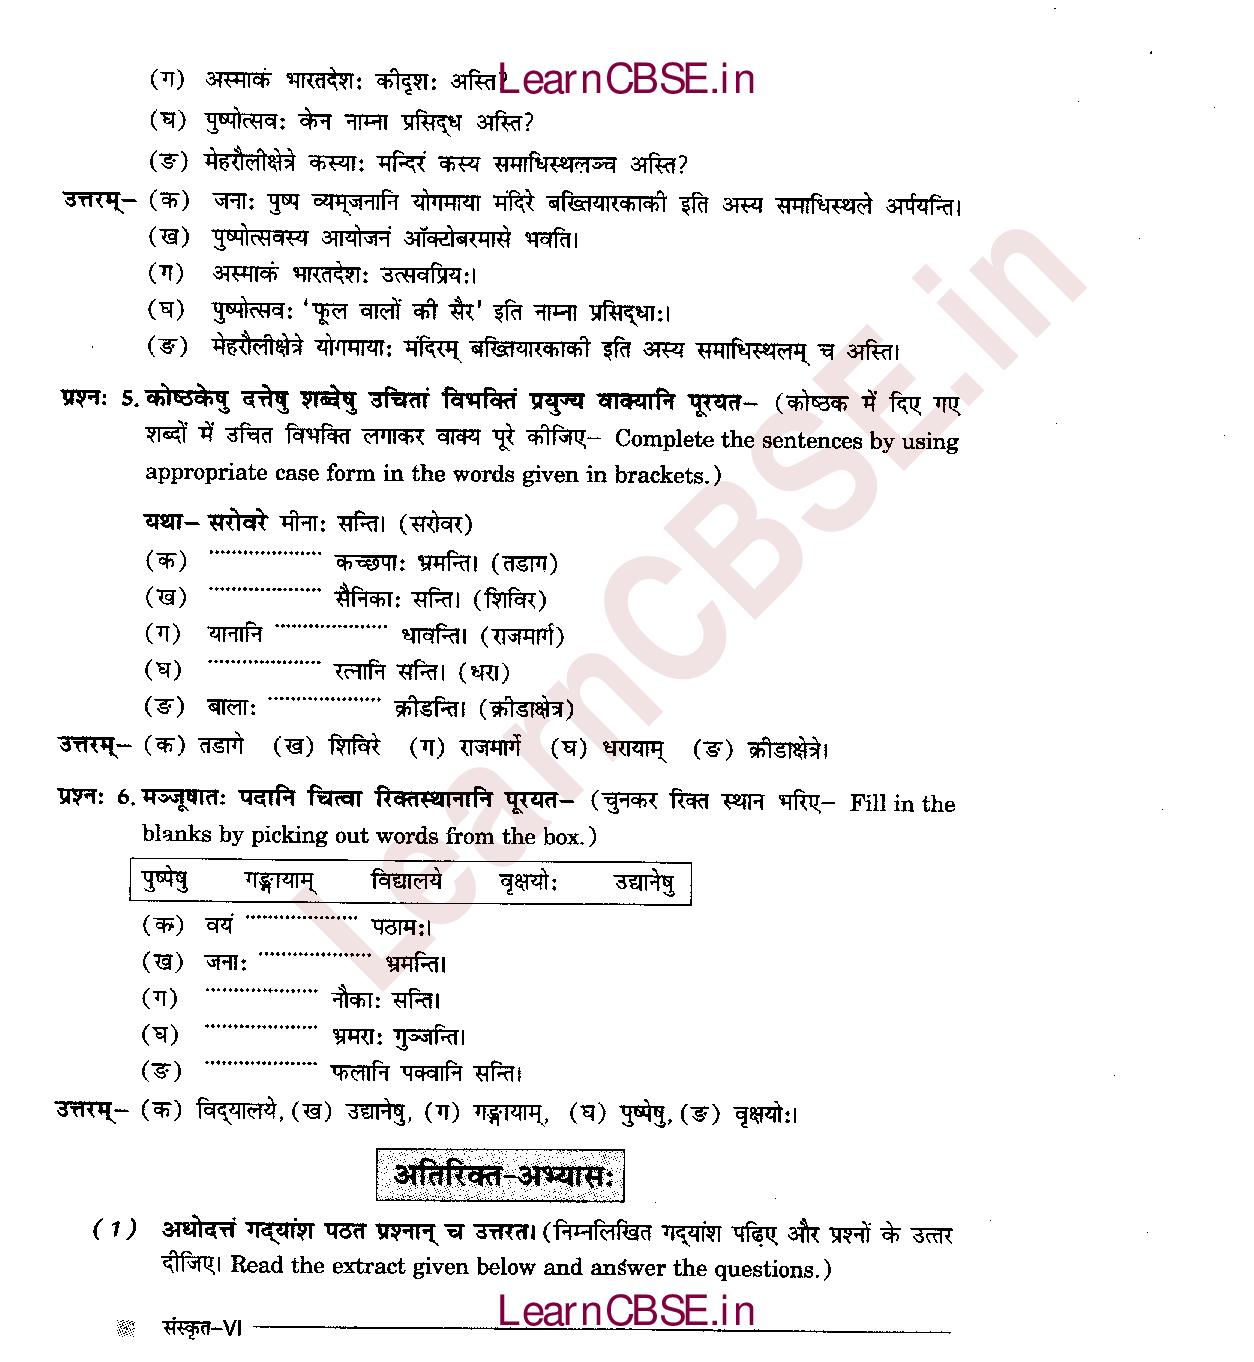 (ग) अस्माकं भारतदेशः कीदृशः अस्ति?
LearnCBSE.in
(घ) पुष्पोत्सवः केन नाम्ना प्रसिद्ध अस्ति?
(ङ) मेहरौलीक्षेत्रे कस्याः मन्दिरं कस्य समाधिस्थलञ्च अस्ति?
उत्तरम्– (क) जनाः पुष्प व्यम्जनानि योगमाया मंदिरे बख्तियारकाकी इति अस्य समाधिस्थले अर्पयन्ति।
(ख) पुष्पोत्सवस्य आयोजनं ऑक्टोबरमासे भवति।
(ग) अस्माकं भारतदेशः उत्सवप्रियः।
(घ) पुष्पोत्सवः 'फूल वालों की सैर' इति नाम्ना प्रसिद्धाः।
(ङ) मेहरौलीक्षेत्रे योगमायाः मंदिरम् बख्तियारकाकी इति अस्य समाधिस्थलम् च अस्ति।
प्रश्नः 5. कोष्ठकेषु दत्तेषु शब्देषु उचितां विभक्तिं प्रयुज्य वाक्यानि पूरयत– (कोष्ठक में दिए गए
शब्दों में उचित विभक्ति लगाकर वाक्य पूरे कीजिए– Complete the sentences by using
appropriate case form in the words given in brackets.)
यथा– सरोवरे मीनाः सन्ति। (सरोवर)
(क) .................... कच्छपाः भ्रमन्ति। (तडाग)
(ख) .................... सैनिकाः सन्ति। (शिविर)
(ग) यानानि .................... धावन्ति। (राजमार्ग)
(घ) .................... रत्नानि सन्ति। (धरा)
(ङ) बालाः .................... क्रीडन्ति। (क्रीडाक्षेत्र)
उत्तरम्– (क) तडागे (ख) शिविरे (ग) राजमार्गे (घ) धरायाम् (ङ) क्रीडाक्षेत्रे।
प्रश्नः 6. मञ्जूषातः पदानि चित्वा रिक्तस्थानानि पूरयत– (चुनकर रिक्त स्थान भरिए– Fill in the
blanks by picking out words from the box.)
पुष्पेषु गङ्गायाम् विद्यालये वृक्षयोः उद्यानेषु
(क) वयं .................... पठामः।
(ख) जनाः .................... भ्रमन्ति।
(ग) .................... नौकाः सन्ति।
(घ) .................... भ्रमराः गुञ्जन्ति।
(ङ) .................... फलानि पक्वानि सन्ति।
उत्तरम्– (क) विद्यालये, (ख) उद्यानेषु, (ग) गङ्गायाम्, (घ) पुष्पेषु, (ङ) वृक्षयोः।
LearnCBSE.in
अतिरिक्त-अभ्यासः
(1) अधोदत्तं गद्यांश पठत प्रश्नान् च उत्तरत। (निम्नलिखित गद्यांश पढ़िए और प्रश्नों के उत्तर
दीजिए। Read the extract given below and answer the questions.)
LearnCBSE.in
संस्कृत–VI